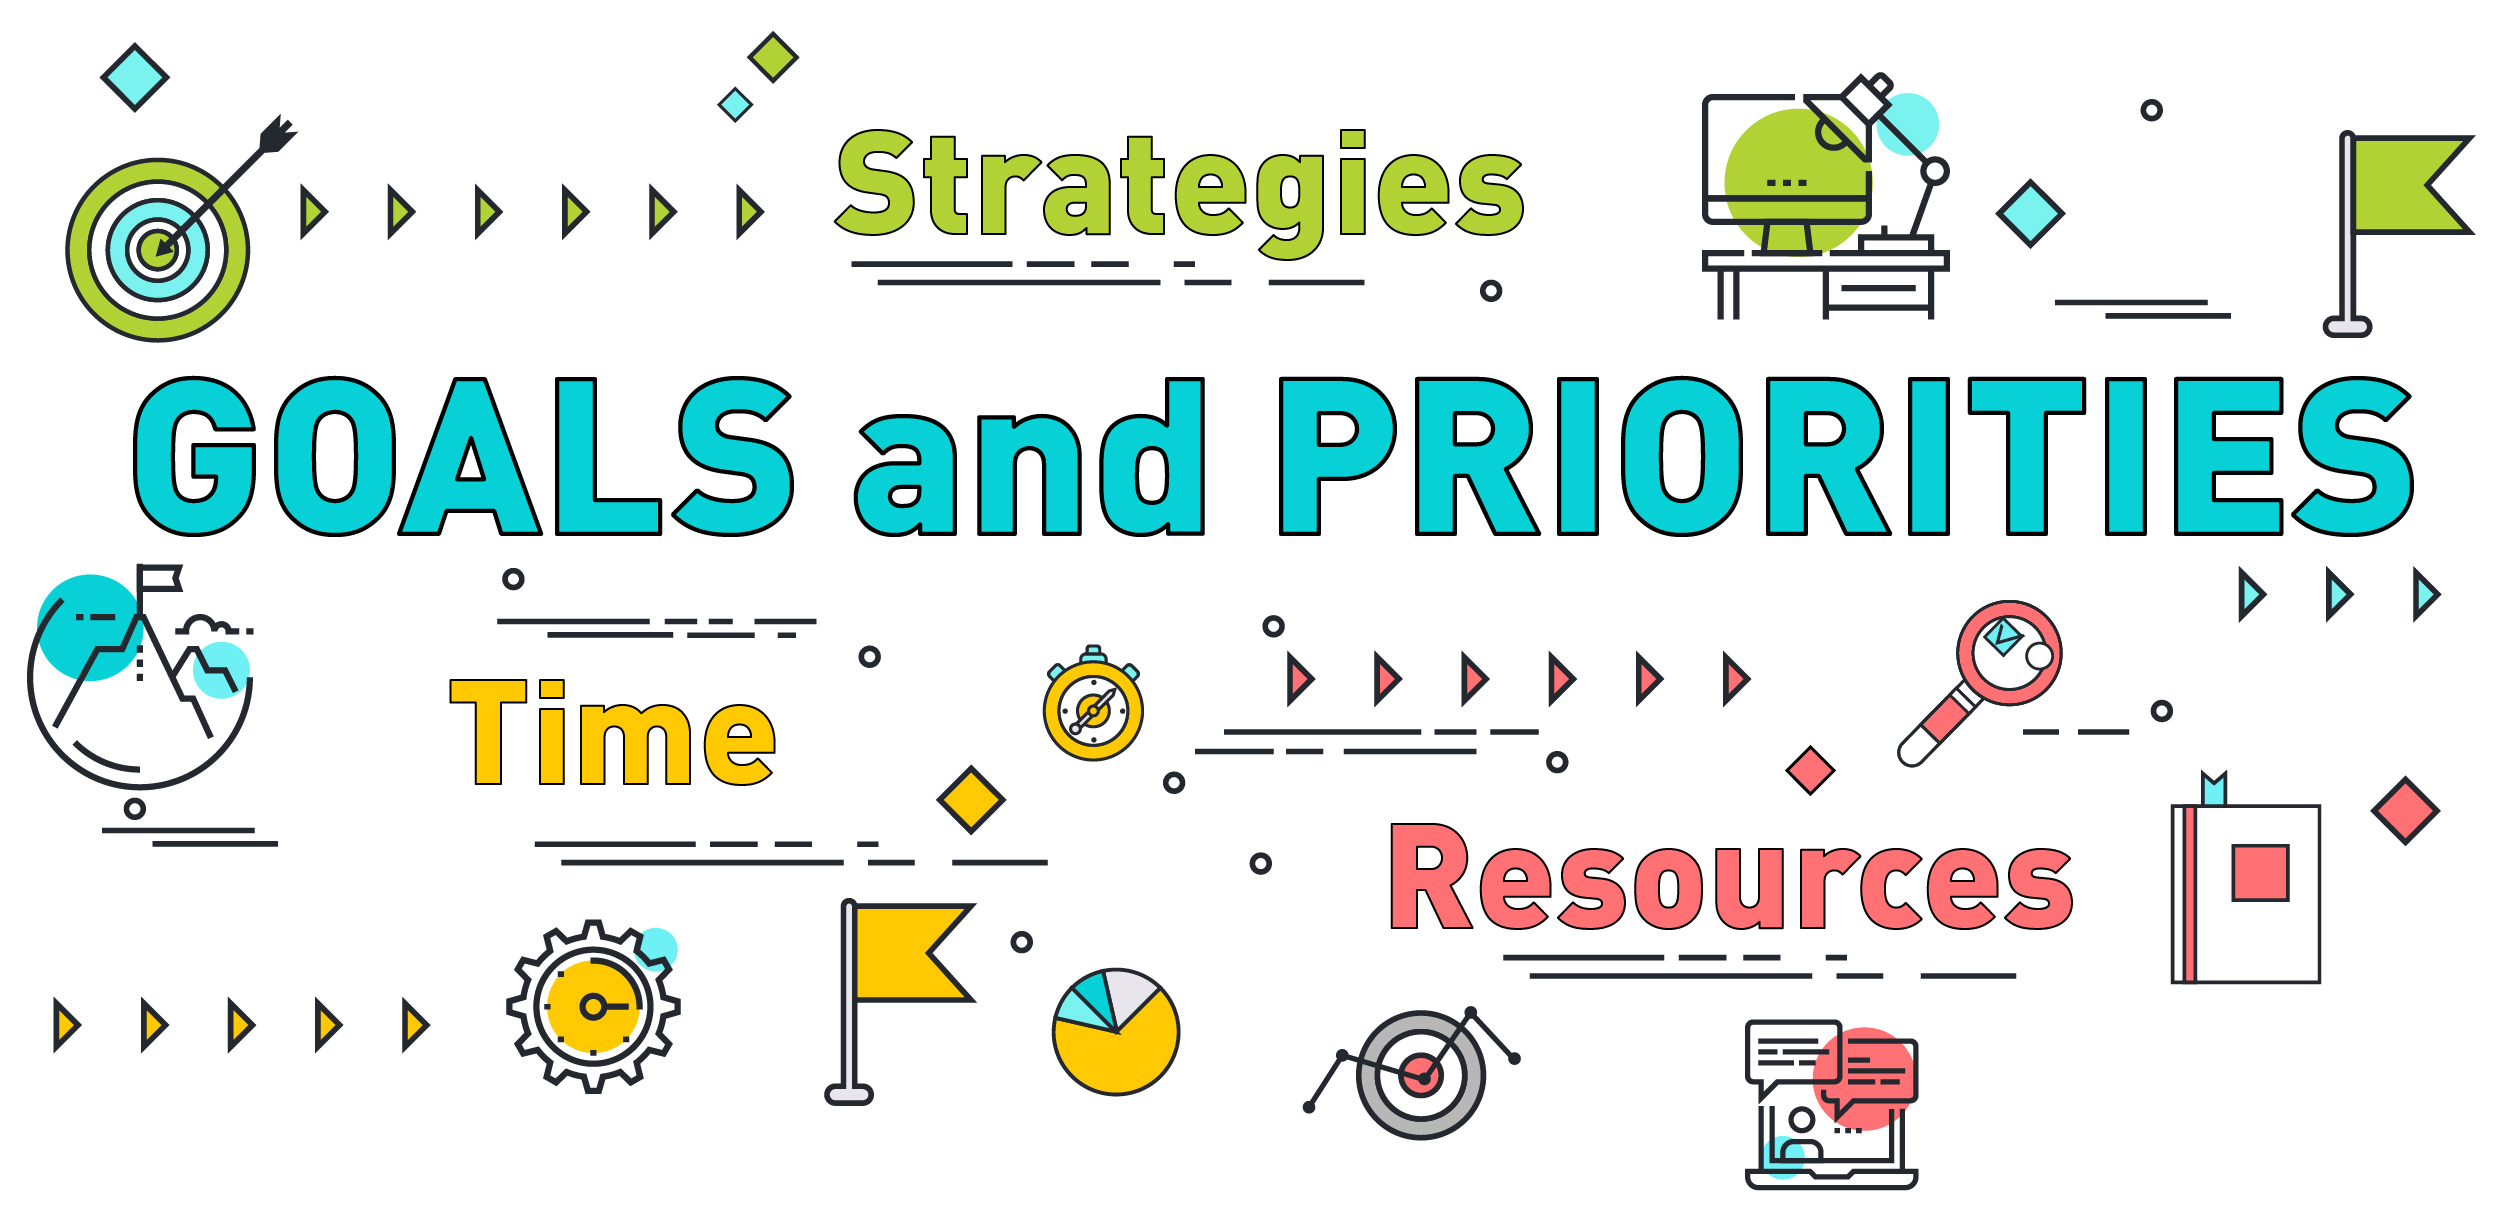 Strategies
GOALS and PRIORITIES
Time
Resources